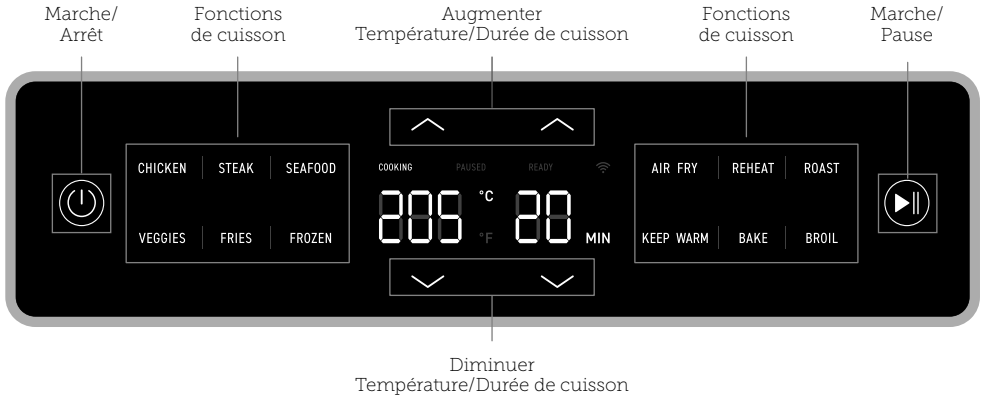 Marche/
Arrêt
Fonctions
de cuisson
Augmenter
Température/Durée de cuisson
Fonctions
de cuisson
Marche/
Pause
CHICKEN STEAK SEAFOOD
VEGGIES FRIES FROZEN
COOKING PAUSED READY
205 °C °F 20 MIN
AIR FRY REHEAT ROAST
KEEP WARM BAKE BROIL
Diminuer
Température/Durée de cuisson